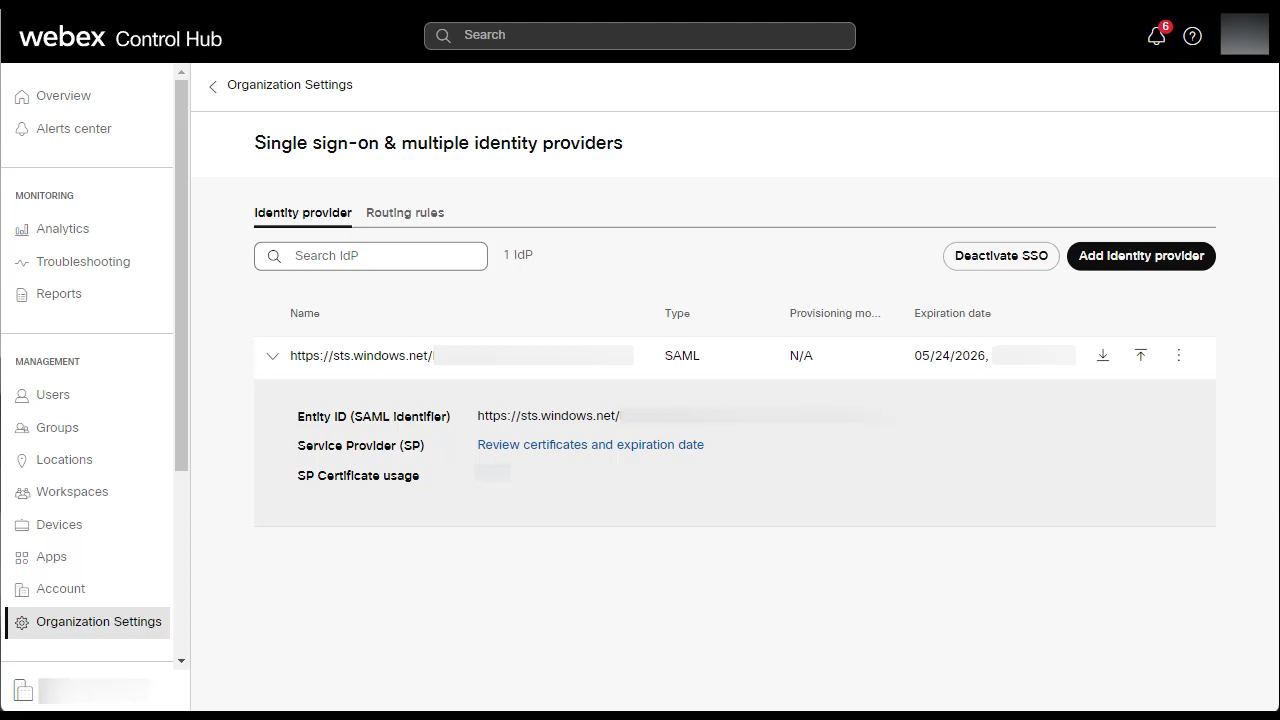 webex Control Hub
Search
6
Organization Settings
Overview
Alerts center
Single sign-on & multiple identity providers
MONITORING
Analytics
Troubleshooting
Reports
Identity provider
Routing rules
Search IdP
1 IdP
Deactivate SSO
Add identity provider
Name
Type
Provisioning mo...
Expiration date
https://sts.windows.net/
SAML
N/A
05/24/2026,
Entity ID (SAML identifier)
https://sts.windows.net/
Service Provider (SP)
Review certificates and expiration date
SP Certificate usage
MANAGEMENT
Users
Groups
Locations
Workspaces
Devices
Apps
Account
Organization Settings